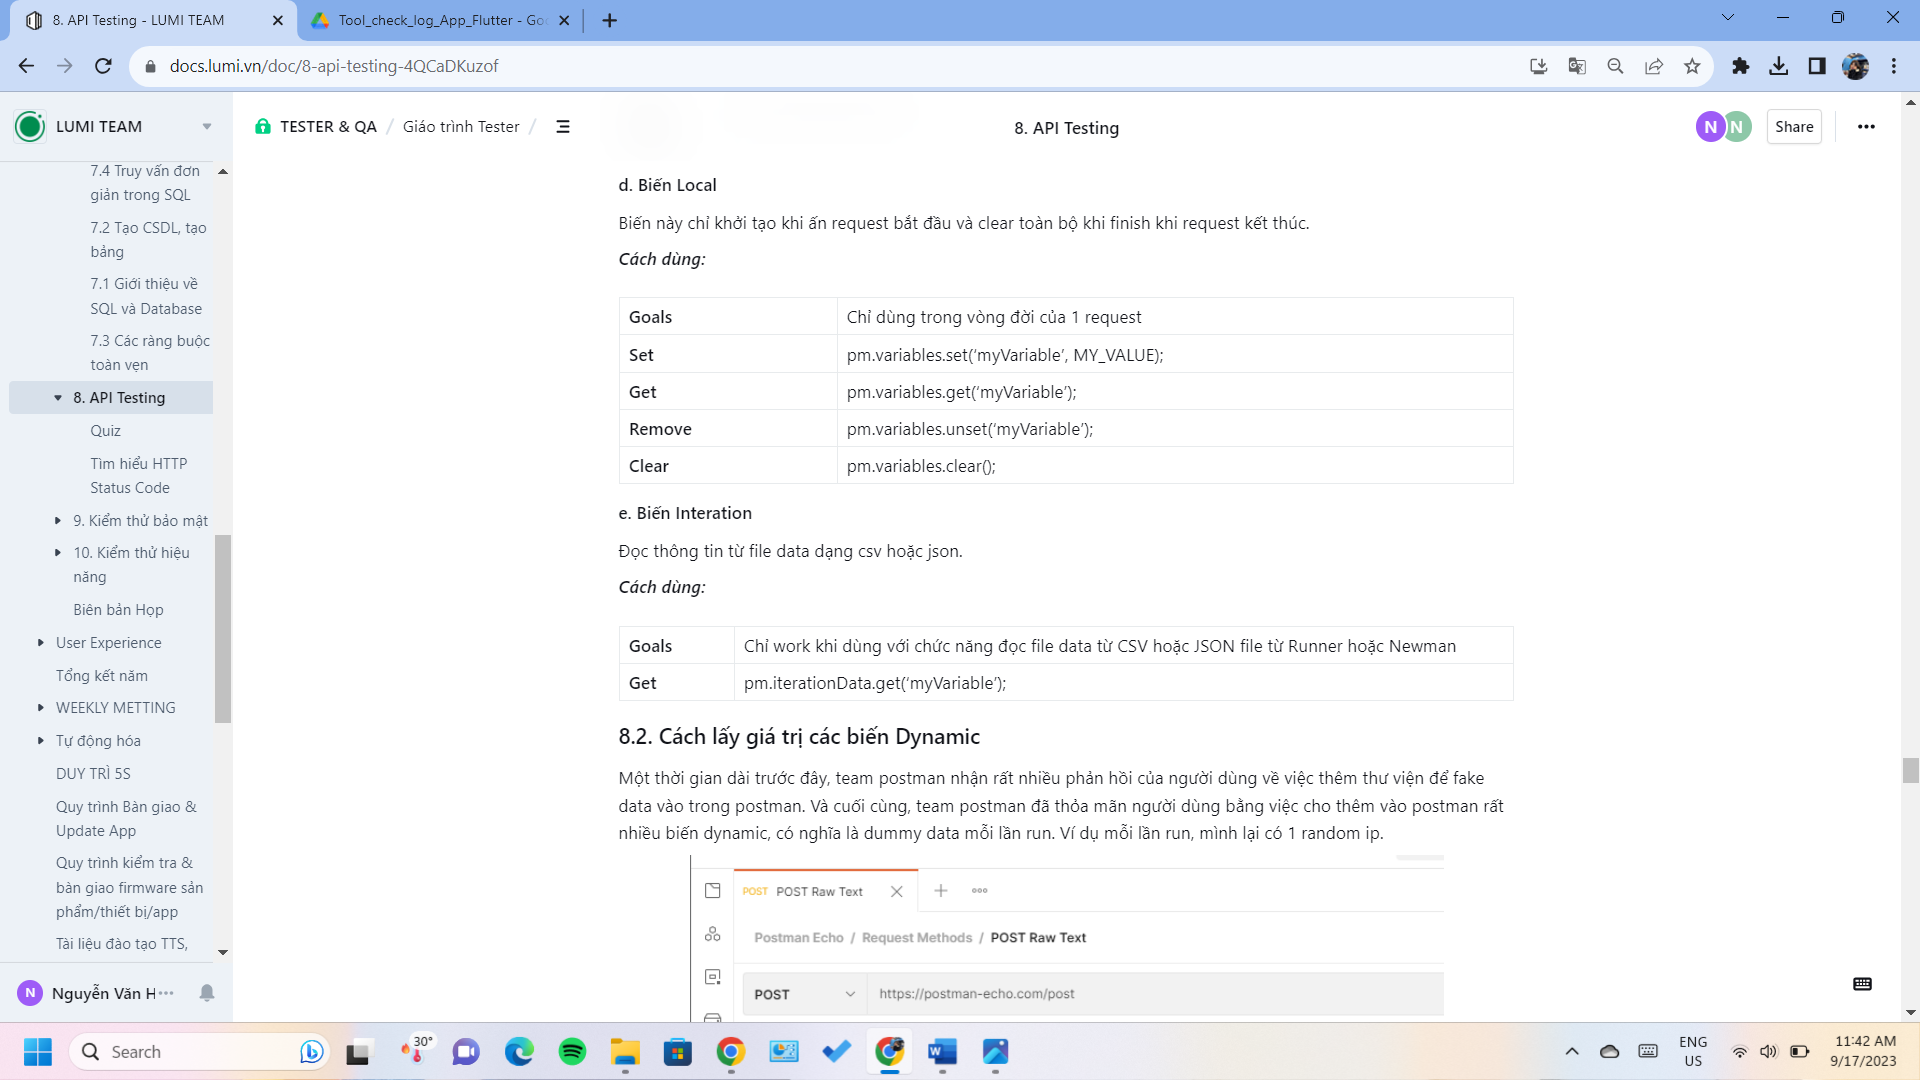 8. API Testing - LUMI TEAM
Tool_check_log_App_Flutter - Goo
docs.lumi.vn/doc/8-api-testing-4QCaDKuzof
LUMI TEAM
TESTER & QA / Giáo trình Tester /
8. API Testing
N
N
Share
7.4 Truy vấn đơn
giản trong SQL
7.2 Tạo CSDL, tạo
bảng
7.1 Giới thiệu về
SQL và Database
7.3 Các ràng buộc
toàn vẹn
8. API Testing
Quiz
Tìm hiểu HTTP
Status Code
9. Kiểm thử bảo mật
10. Kiểm thử hiệu
năng
Biên bản Họp
User Experience
Tổng kết năm
WEEKLY METTING
Tự động hóa
DUY TRÌ 5S
Quy trình Bàn giao &
Update App
Quy trình kiểm tra &
bàn giao firmware sản
phẩm/thiết bị/app
Tài liệu đào tạo TTS,
N
Nguyễn Văn H
d. Biến Local
Biến này chỉ khởi tạo khi ấn request bắt đầu và clear toàn bộ khi finish khi request kết thúc.
Cách dùng:
Goals Chỉ dùng trong vòng đời của 1 request
Set pm.variables.set(‘myVariable’, MY_VALUE);
Get pm.variables.get(‘myVariable’);
Remove pm.variables.unset(‘myVariable’);
Clear pm.variables.clear();
e. Biến Interation
Đọc thông tin từ file data dạng csv hoặc json.
Cách dùng:
Goals Chỉ work khi dùng với chức năng đọc file data từ CSV hoặc JSON file từ Runner hoặc Newman
Get pm.iterationData.get(‘myVariable’);
8.2. Cách lấy giá trị các biến Dynamic
Một thời gian dài trước đây, team postman nhận rất nhiều phản hồi của người dùng về việc thêm thư viện để fake
data vào trong postman. Và cuối cùng, team postman đã thỏa mãn người dùng bằng việc cho thêm vào postman rất
nhiều biến dynamic, có nghĩa là dummy data mỗi lần run. Ví dụ mỗi lần run, mình lại có 1 random ip.
POST POST Raw Text
Postman Echo / Request Methods / POST Raw Text
POST https://postman-echo.com/post
Search
30°
ENG
US
11:42 AM
9/17/2023